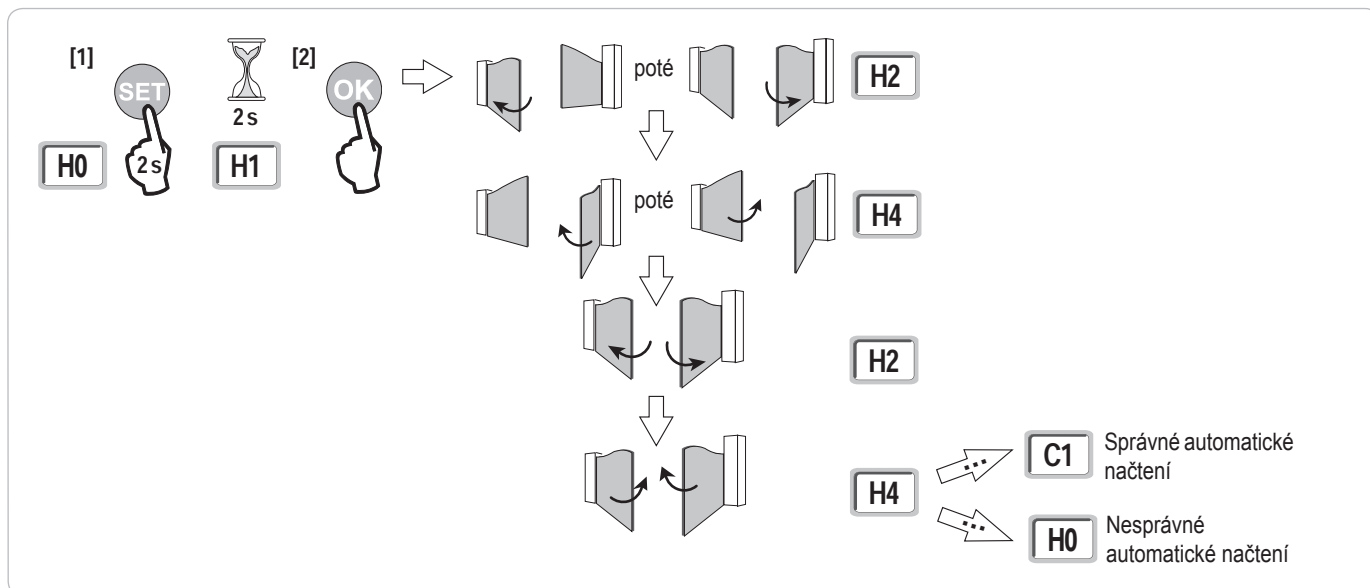 [1]
SET
2 s
H0
2 s
H1
[2]
OK
poté
H2
poté
H4
H2
H4
C1
Správné automatické
načtení
H0
Nesprávné
automatické načtení